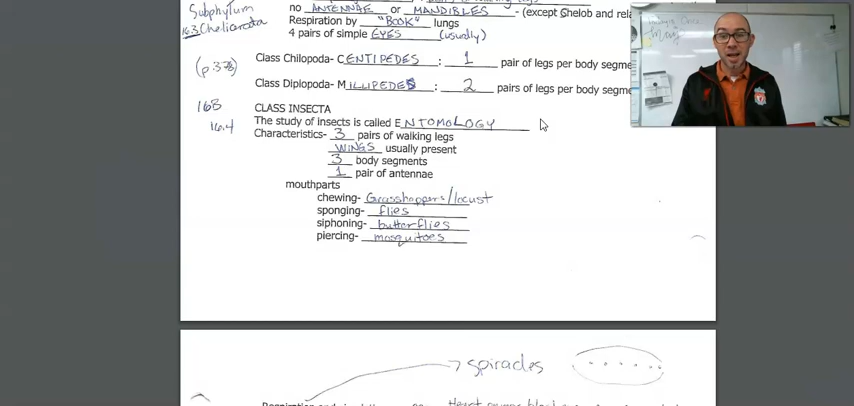 Subphylum
16.3 Chelicerata
no ANTENNAE or MANDIBLES - (except Shelob and rela
Respiration by "BOOK" lungs
4 pairs of simple EYES (usually)
(p 378)
Class Chilopoda- CENTIPEDES: 1 pair of legs per body segme
Class Diplopoda- MILLIPEDES: 2 pairs of legs per body segme
16B
16.4
CLASS INSECTA
The study of insects is called ENTOMOLOGY
Characteristics- 3 pairs of walking legs
WINGS usually present
3 body segments
1 pair of antennae
mouthparts
chewing- Grasshoppers/locust
sponging- flies
siphoning- butterflies
piercing- mosquitoes
→ spiracles